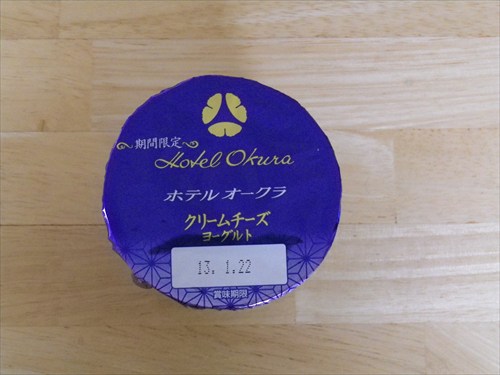 ～期間限定～
Hotel Okura
ホテルオークラ
クリームチーズ
ヨーグルト
13. 1.22
賞味期限